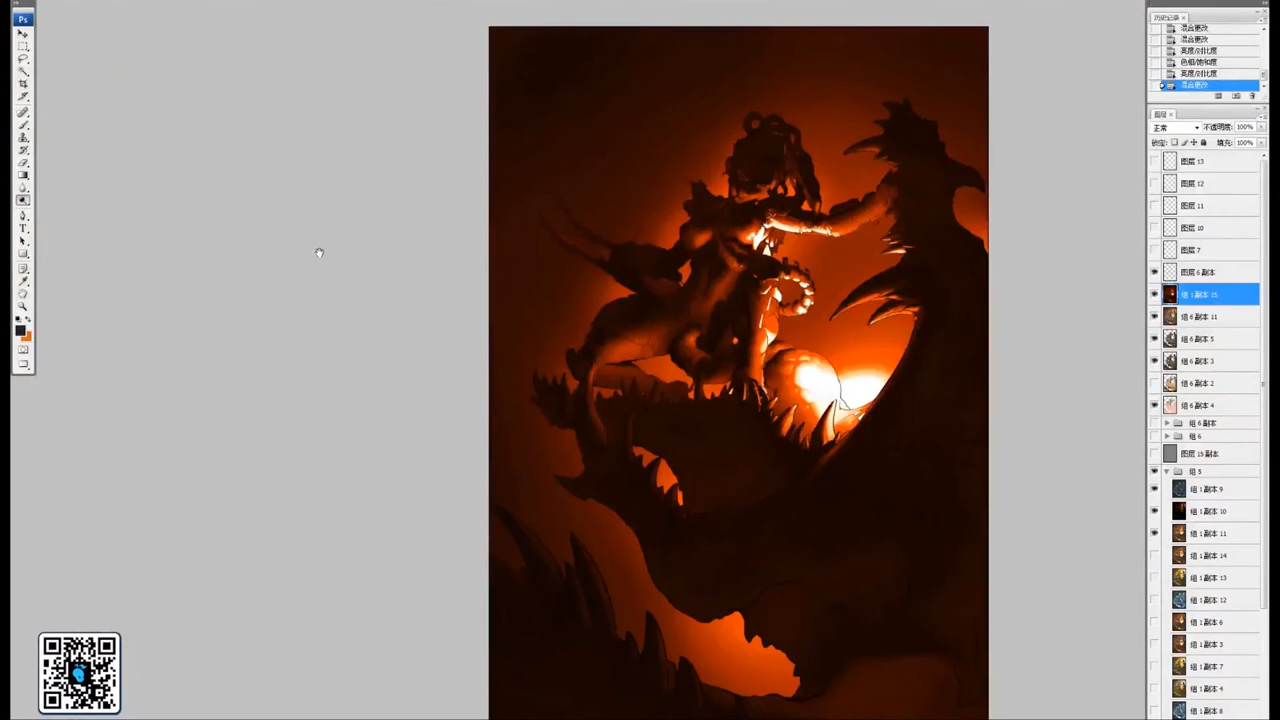 Ps
T
历史记录
混合更改
混合更改
亮度/对比度
色相/饱和度
亮度/对比度
混合更改
图层
正常
不透明度: 100%
锁定:
填充: 100%
图层 13
图层 12
图层 11
图层 10
图层 7
图层 6 副本
组 1 副本 15
组 6 副本 11
组 6 副本 5
组 6 副本 3
组 6 副本 2
组 6 副本 4
组 6 副本
组 6
图层 15 副本
组 5
组 1 副本 9
组 1 副本 10
组 1 副本 11
组 1 副本 14
组 1 副本 13
组 1 副本 12
组 1 副本 6
组 1 副本 3
组 1 副本 7
组 1 副本 4
组 1 副本 8